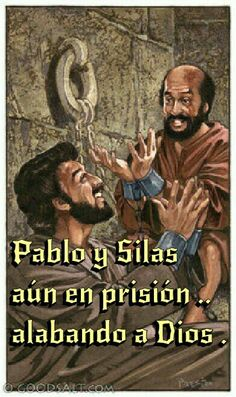 Pablo y Silas
aún en prisión ..
alabando a Dios .
© GOODSALT.COM